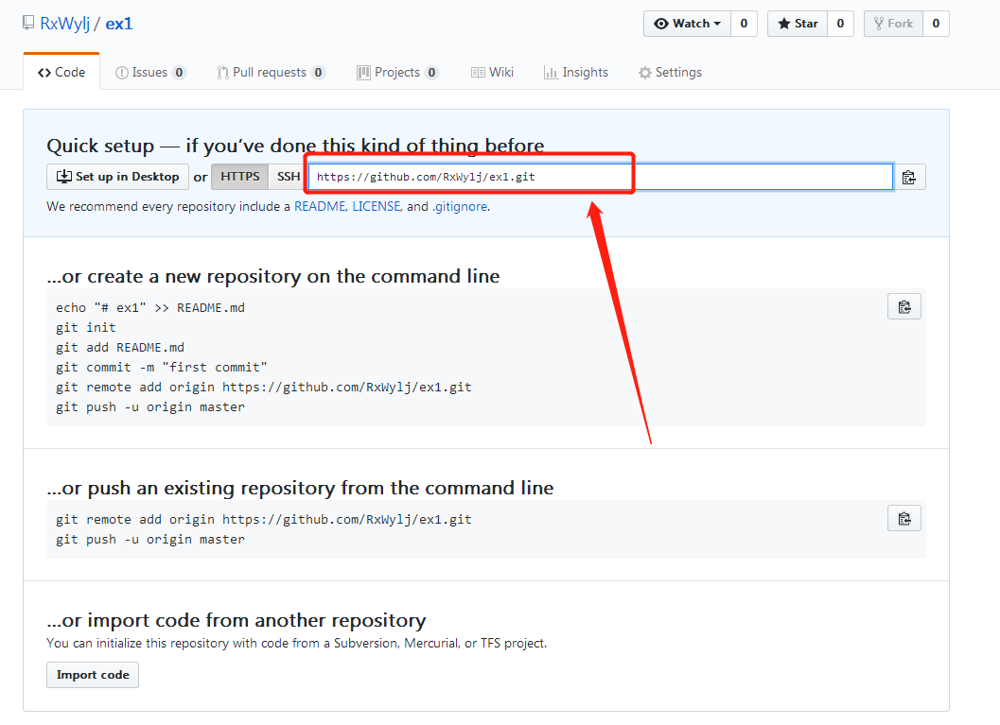 RxWylj / ex1
Watch 0 Star 0 Fork 0
Code Issues 0 Pull requests 0 Projects 0 Wiki Insights Settings
Quick setup — if you've done this kind of thing before
Set up in Desktop or HTTPS SSH https://github.com/RxWylj/ex1.git
We recommend every repository include a README, LICENSE, and .gitignore.
…or create a new repository on the command line
echo "# ex1" >> README.md
git init
git add README.md
git commit -m "first commit"
git remote add origin https://github.com/RxWylj/ex1.git
git push -u origin master
…or push an existing repository from the command line
git remote add origin https://github.com/RxWylj/ex1.git
git push -u origin master
…or import code from another repository
You can initialize this repository with code from a Subversion, Mercurial, or TFS project.
Import code